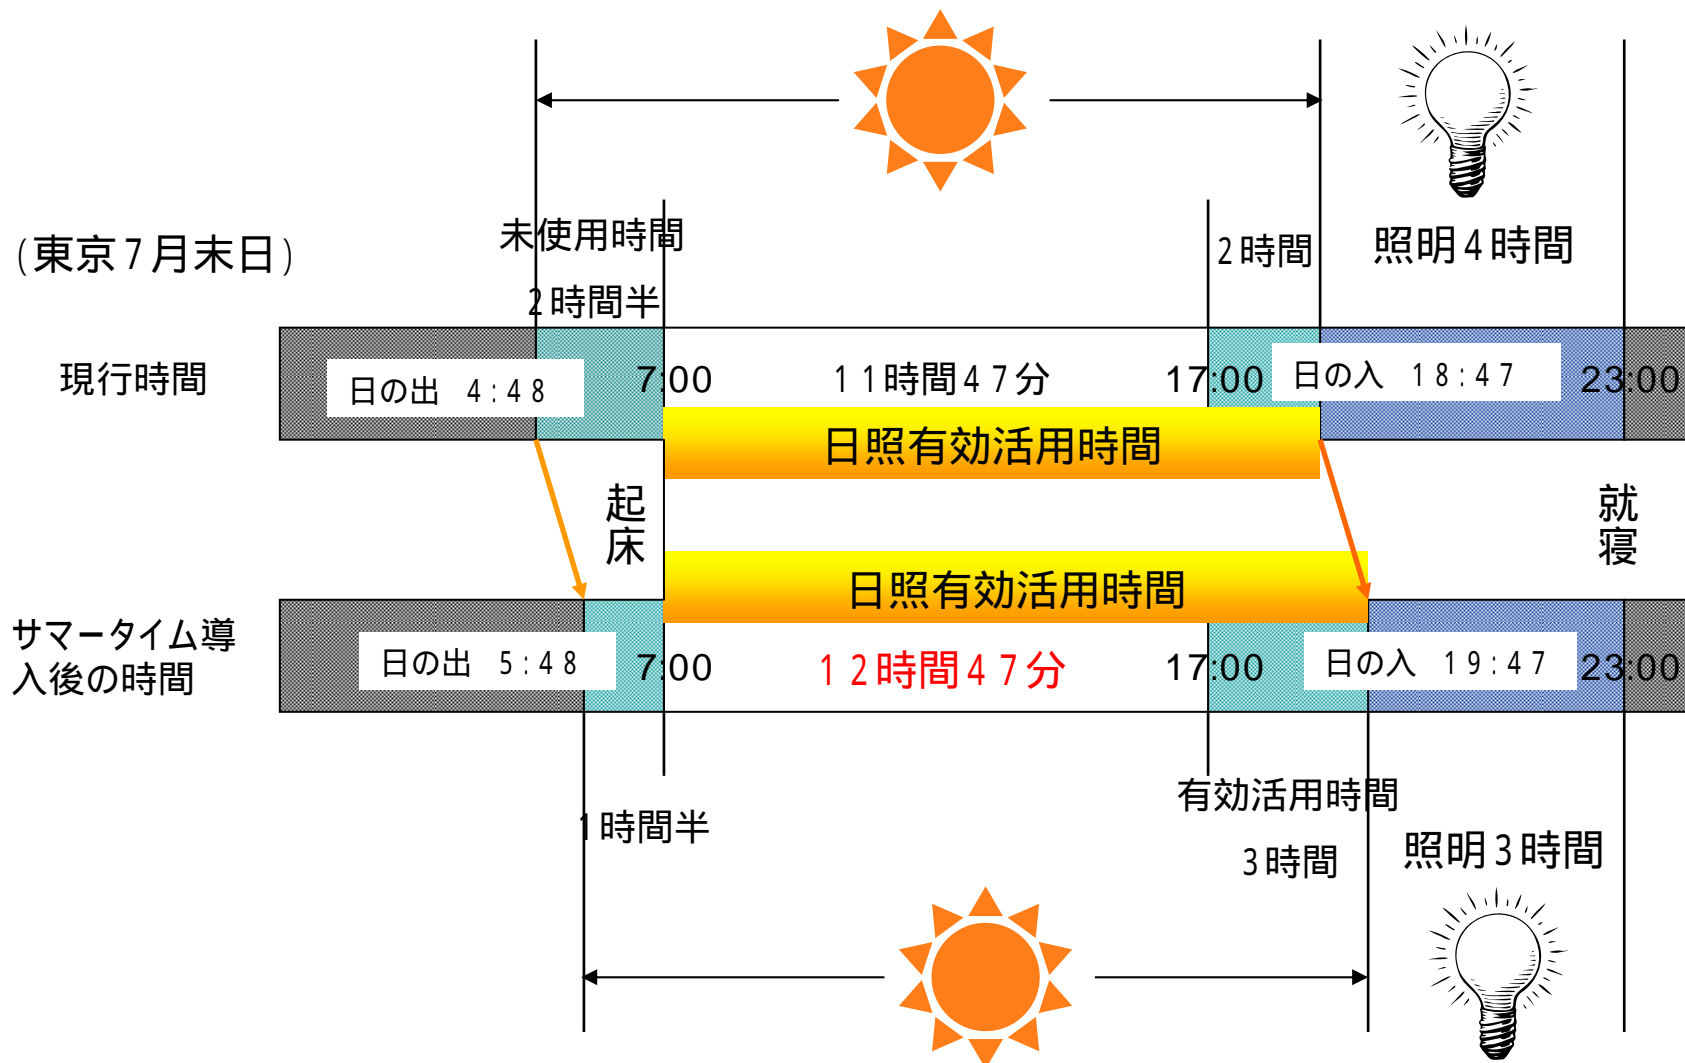 (東京7月末日)
未使用時間
2時間半
2時間
照明4時間
現行時間
日の出 4:48
7:00
11時間47分
17:00
日の入 18:47
23:00
日照有効活用時間
起床
就寝
日照有効活用時間
サマータイム導
入後の時間
日の出 5:48
7:00
12時間47分
17:00
日の入 19:47
23:00
1時間半
有効活用時間
3時間
照明3時間